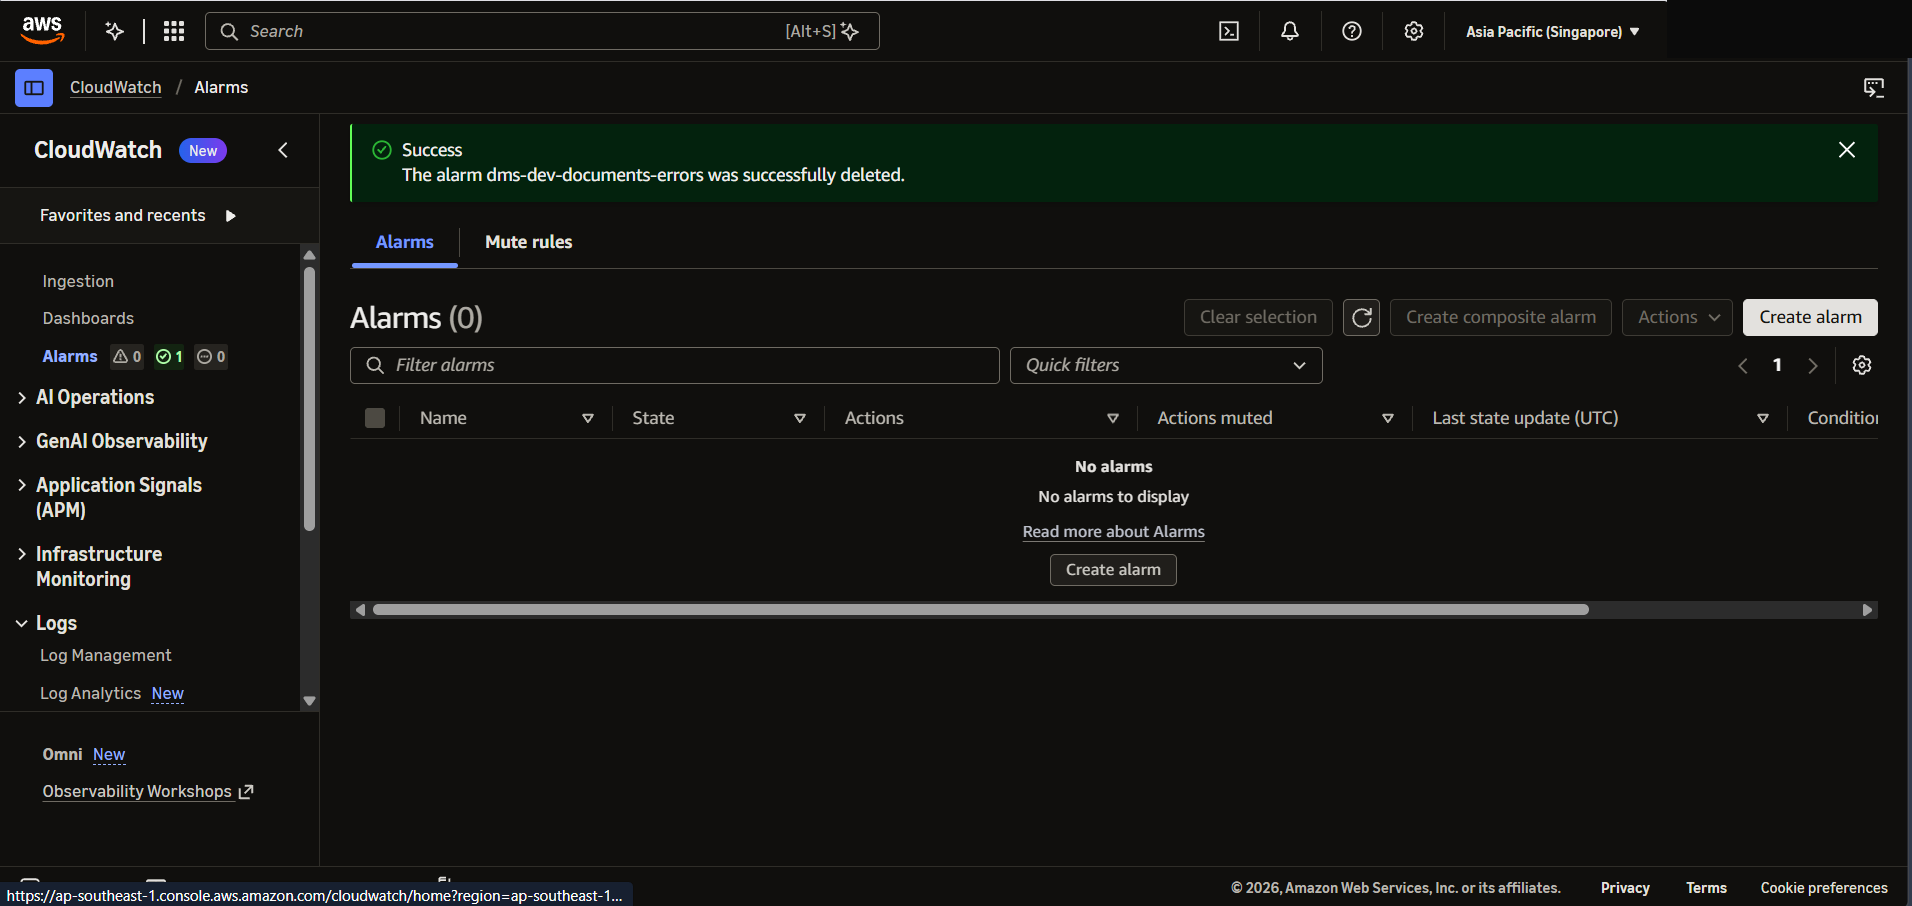 aws
Search [Alt+S]
Asia Pacific (Singapore)
CloudWatch / Alarms
CloudWatch New
Favorites and recents
Ingestion
Dashboards
Alarms 0 1 0
AI Operations
GenAI Observability
Application Signals
(APM)
Infrastructure
Monitoring
Logs
Log Management
Log Analytics New
Omni New
Observability Workshops
Success
The alarm dms-dev-documents-errors was successfully deleted.
Alarms Mute rules
Alarms (0)
Clear selection Create composite alarm Actions Create alarm
Filter alarms Quick filters 1
Name State Actions Actions muted Last state update (UTC) Condition
No alarms
No alarms to display
Read more about Alarms
Create alarm
https://ap-southeast-1.console.aws.amazon.com/cloudwatch/home?region=ap-southeast-1...
© 2026, Amazon Web Services, Inc. or its affiliates. Privacy Terms Cookie preferences